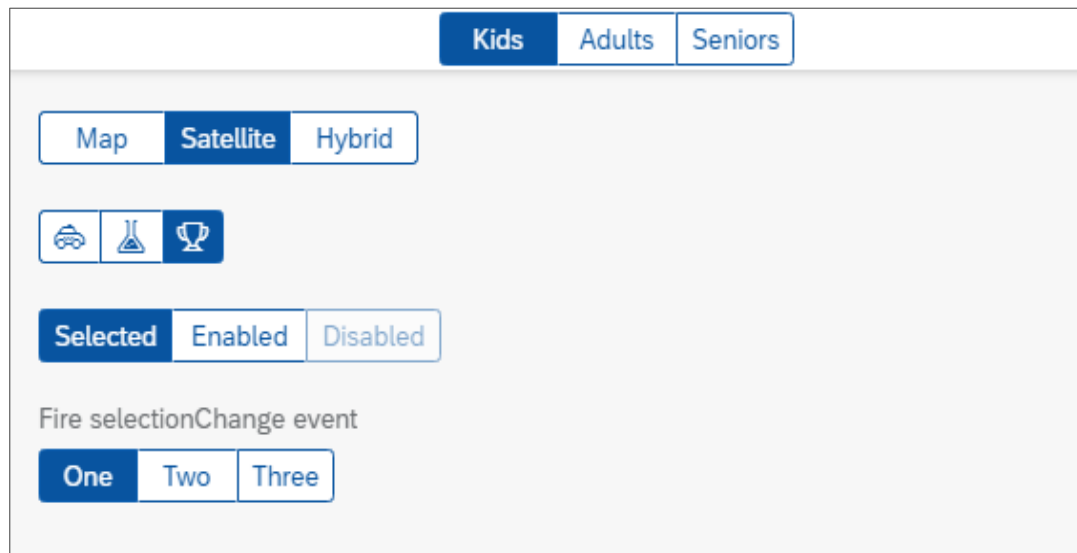 Kids Adults Seniors
Map Satellite Hybrid
Selected Enabled Disabled
Fire selectionChange event
One Two Three